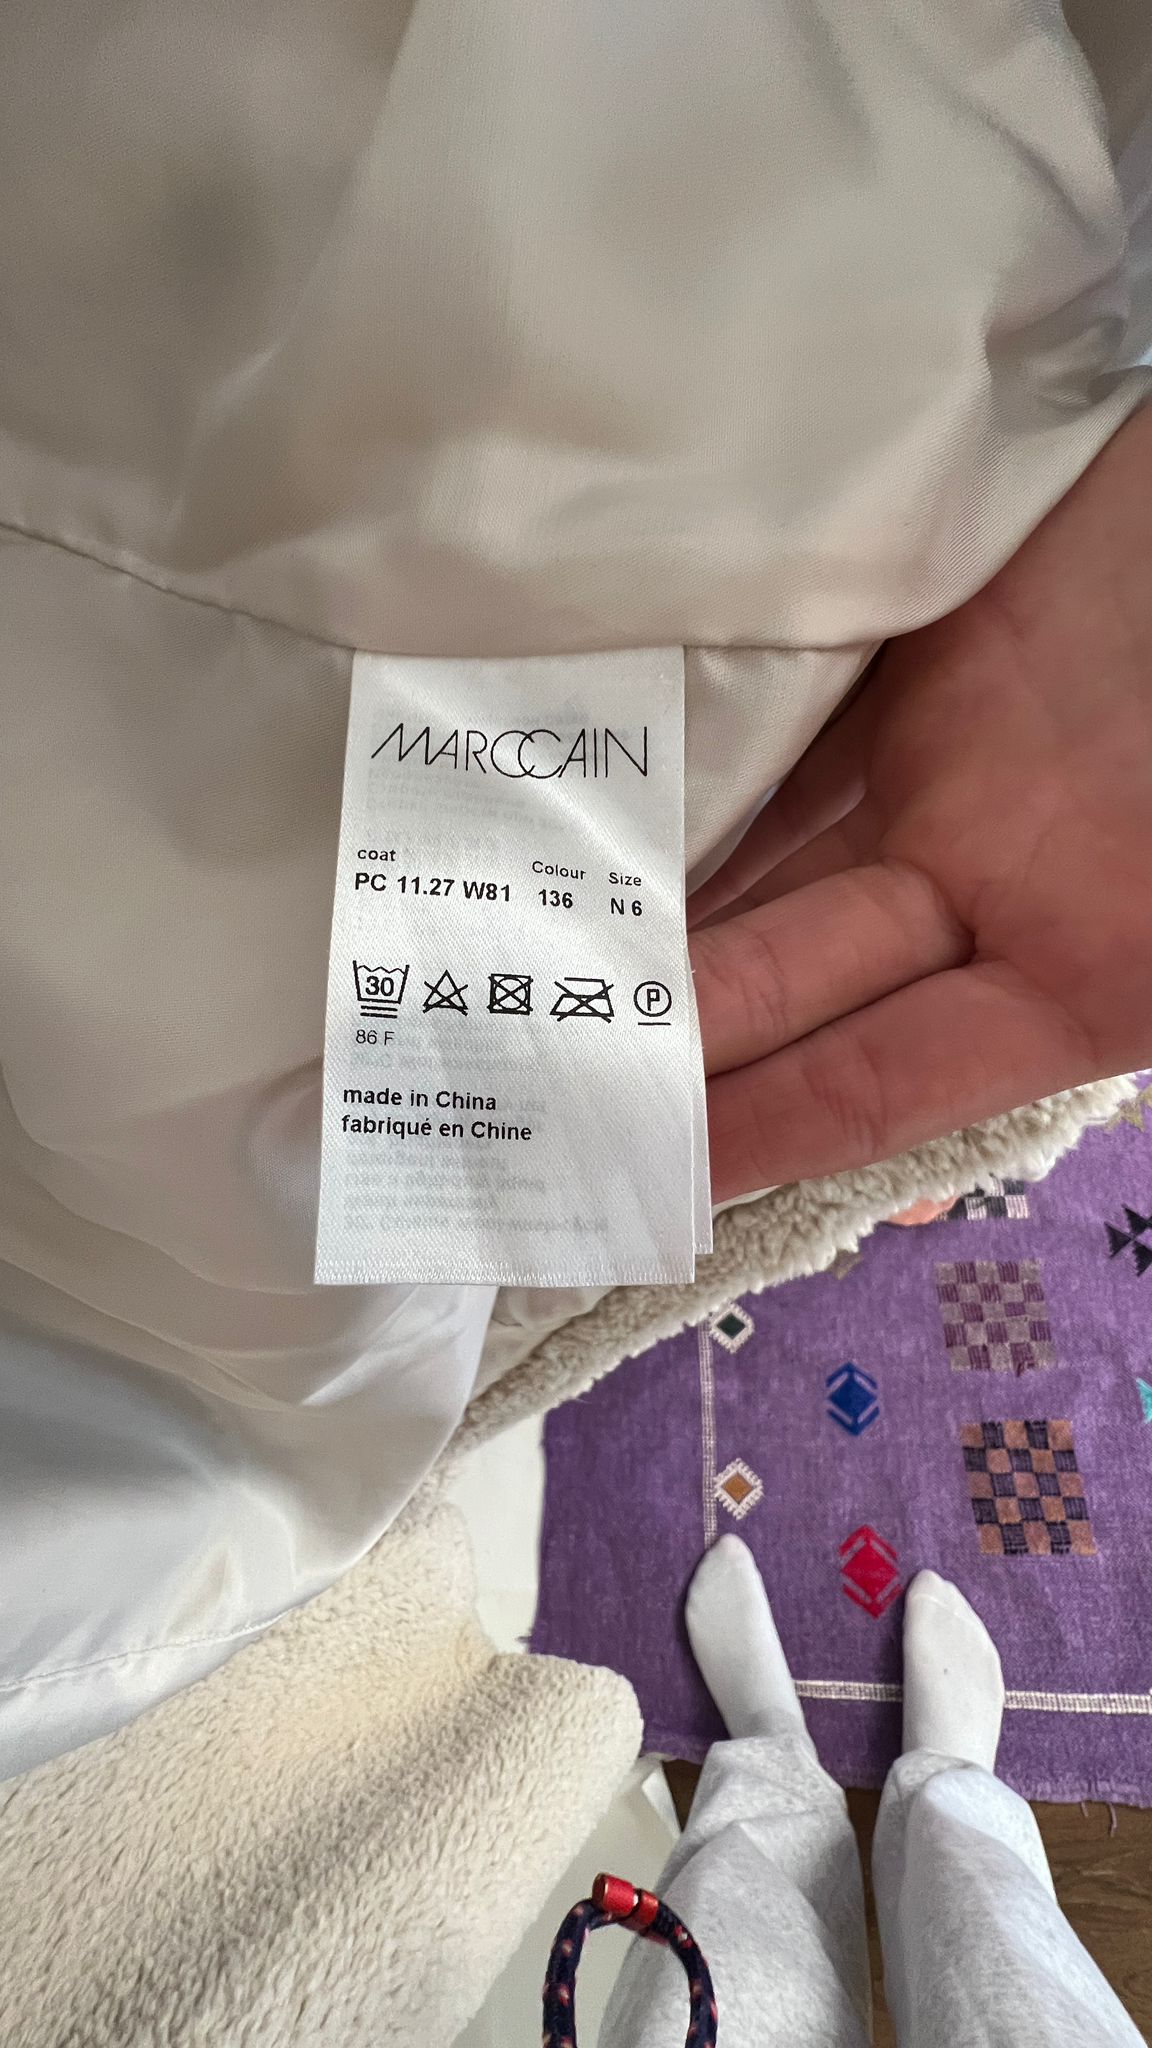 MARCCAIN
coat Colour Size
PC 11.27 W81 136 N 6
30 P
86 F
made in China
fabriqué en Chine